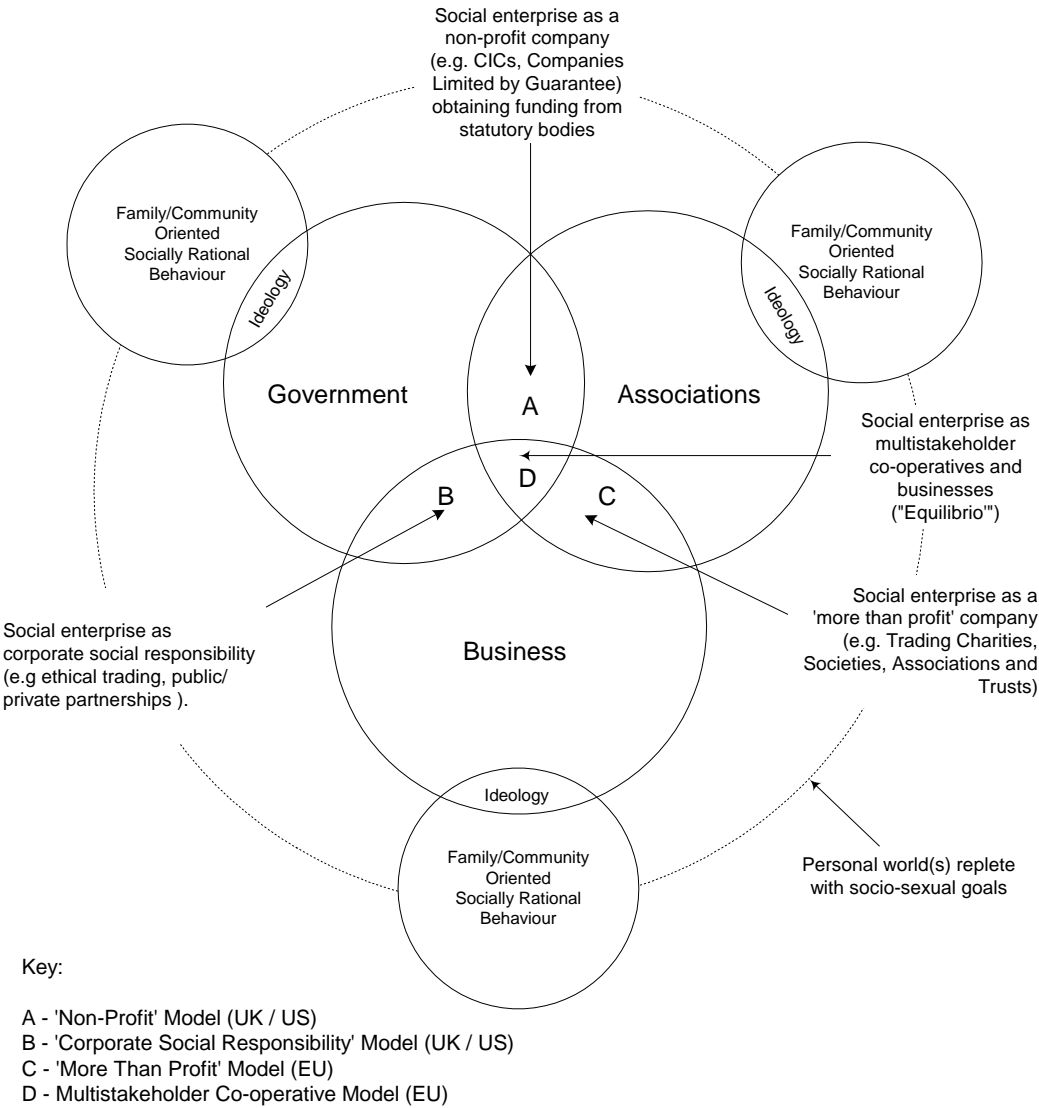 Social enterprise as a
non-profit company
(e.g. CICs, Companies
Limited by Guarantee)
obtaining funding from
statutory bodies
Family/Community
Oriented
Socially Rational
Behaviour
Ideology
Family/Community
Oriented
Socially Rational
Behaviour
Ideology
Government
Associations
A
B
D
C
Social enterprise as
multistakeholder
co-operatives and
businesses
("Equilibrio'")
Social enterprise as
corporate social responsibility
(e.g ethical trading, public/
private partnerships ).
Business
Social enterprise as a
'more than profit' company
(e.g. Trading Charities,
Societies, Associations and
Trusts)
Ideology
Family/Community
Oriented
Socially Rational
Behaviour
Personal world(s) replete
with socio-sexual goals
Key:
A - 'Non-Profit' Model (UK / US)
B - 'Corporate Social Responsibility' Model (UK / US)
C - 'More Than Profit' Model (EU)
D - Multistakeholder Co-operative Model (EU)